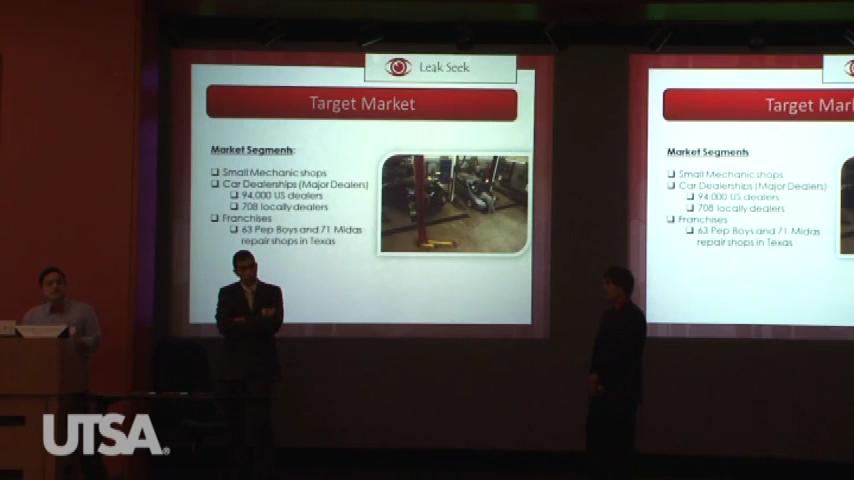 Leak Seek
Target Market
Market Segments:
❑ Small Mechanic shops
❑ Car Dealerships (Major Dealers)
❑ 94,000 US dealers
❑ 708 locally dealers
❑ Franchises
❑ 63 Pep Boys and 71 Midas
repair shops in Texas
Target Mar
Market Segments
❑ Small Mechanic shops
❑ Car Dealerships (Major Dealers)
❑ 94,000 US dealers
❑ 708 locally dealers
❑ Franchises
❑ 63 Pep Boys and 71 Midas
repair shops in Texas
UTSA®